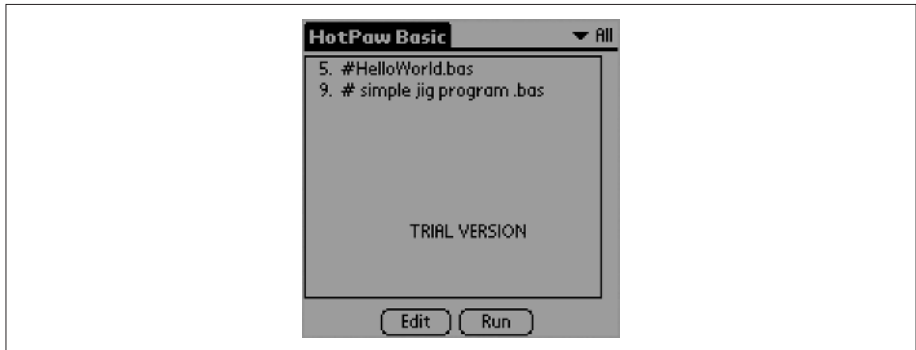 HotPaw Basic All
5. #HelloWorld.bas
9. # simple jig program .bas
TRIAL VERSION
Edit Run